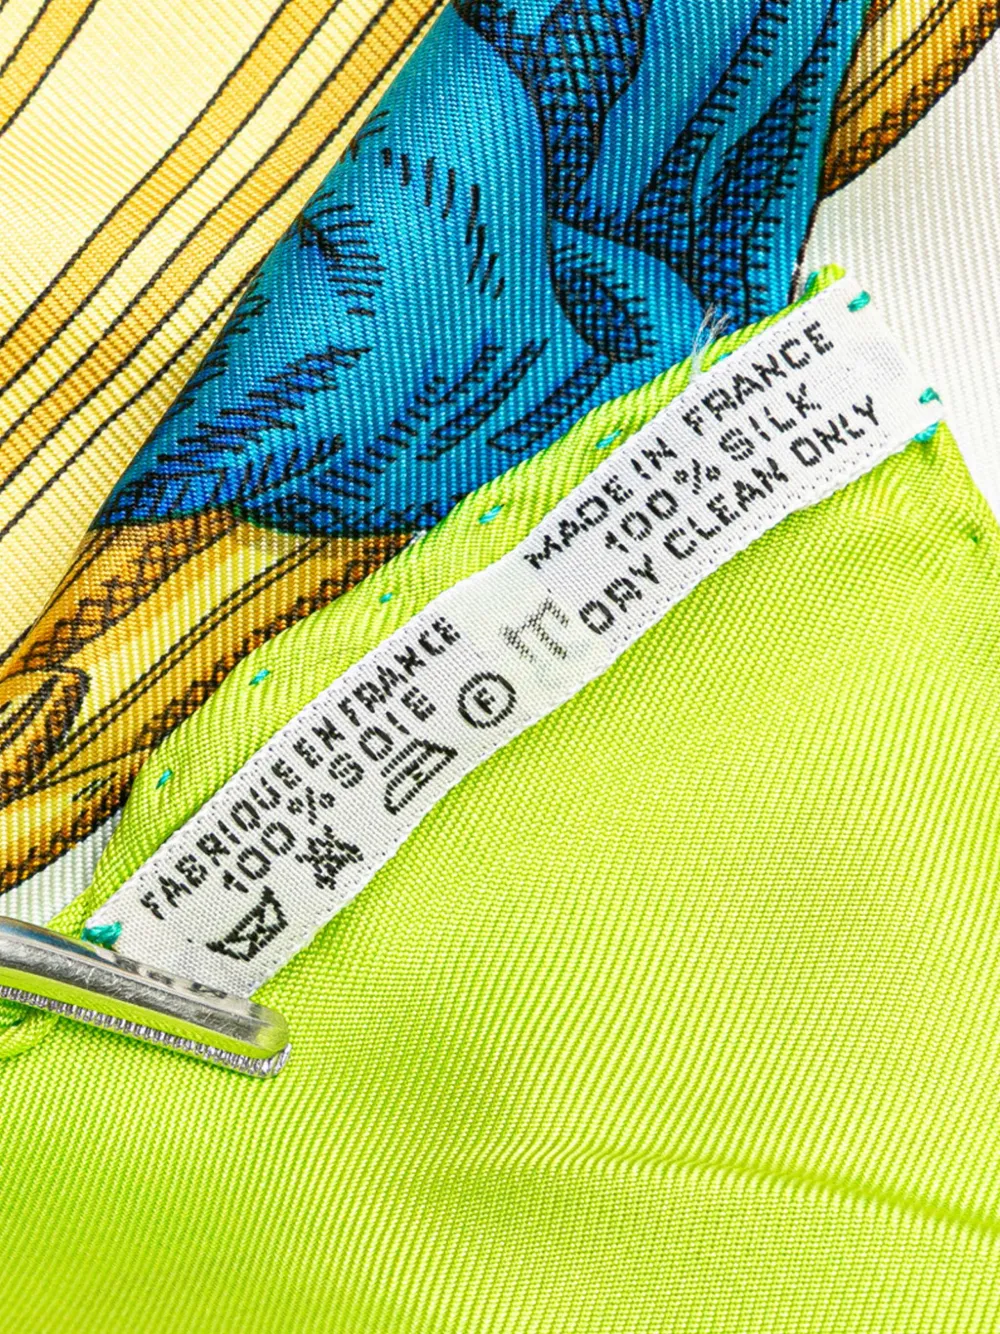 FABRIQUE EN FRANCE
100% SOIE
F
MADE IN FRANCE
100% SILK
DRY CLEAN ONLY